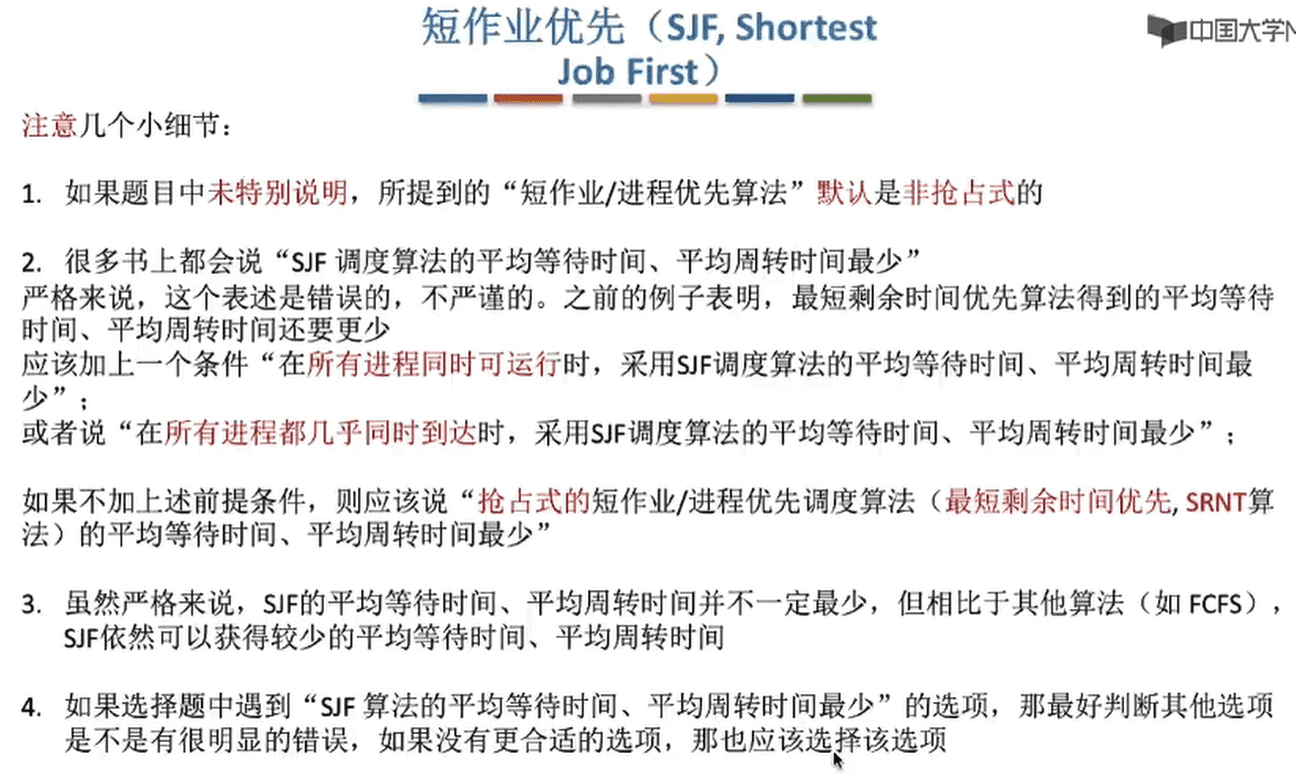 短作业优先（SJF, Shortest
Job First）
中国大学M
注意几个小细节：
1. 如果题目中未特别说明，所提到的“短作业/进程优先算法”默认是非抢占式的
2. 很多书上都会说“SJF 调度算法的平均等待时间、平均周转时间最少”
严格来说，这个表述是错误的，不严谨的。之前的例子表明，最短剩余时间优先算法得到的平均等待
时间、平均周转时间还要更少
应该加上一个条件“在所有进程同时可运行时，采用SJF调度算法的平均等待时间、平均周转时间最
少”；
或者说“在所有进程都几乎同时到达时，采用SJF调度算法的平均等待时间、平均周转时间最少”；
如果不加上述前提条件，则应该说“抢占式的短作业/进程优先调度算法（最短剩余时间优先, SRNT算
法）的平均等待时间、平均周转时间最少”
3. 虽然严格来说，SJF的平均等待时间、平均周转时间并不一定最少，但相比于其他算法（如 FCFS），
SJF依然可以获得较少的平均等待时间、平均周转时间
4. 如果选择题中遇到“SJF 算法的平均等待时间、平均周转时间最少”的选项，那最好判断其他选项
是不是有很明显的错误，如果没有更合适的选项，那也应该选择该选项